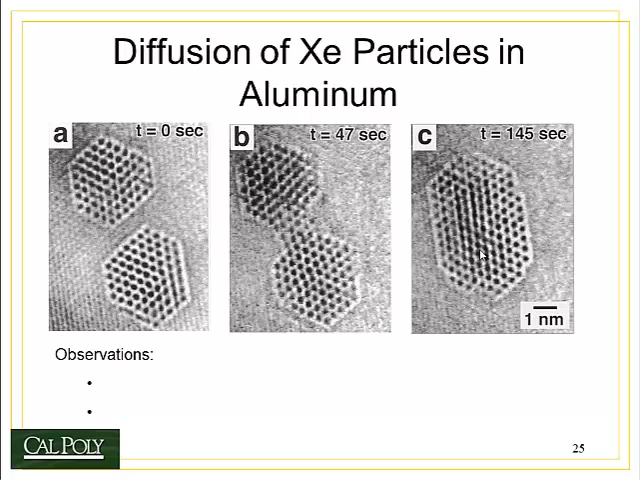 Diffusion of Xe Particles in
Aluminum
a t = 0 sec
b t = 47 sec
c t = 145 sec
1 nm
Observations:
•
•
CAL POLY
25